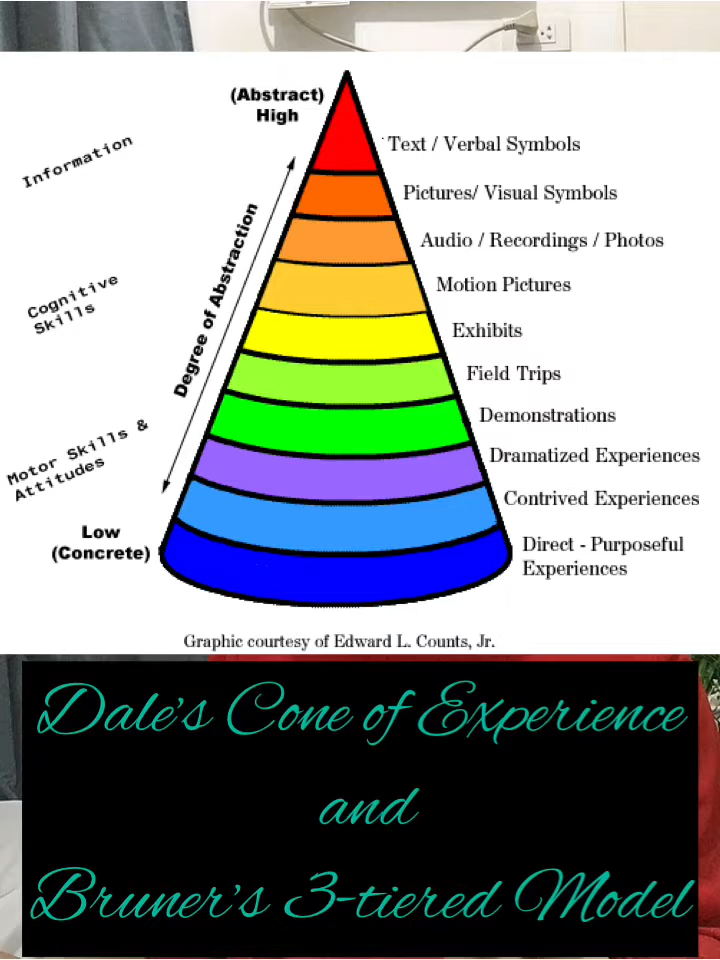 (Abstract)
High
Information
Text / Verbal Symbols
Pictures/ Visual Symbols
Audio / Recordings / Photos
Cognitive
Skills
Degree of Abstraction
Motion Pictures
Exhibits
Field Trips
Demonstrations
Motor Skills &
Attitudes
Dramatized Experiences
Contrived Experiences
Low
(Concrete)
Direct - Purposeful
Experiences
Graphic courtesy of Edward L. Counts, Jr.
Dale's Cone of Experience
and
Bruner's 3-tiered Model